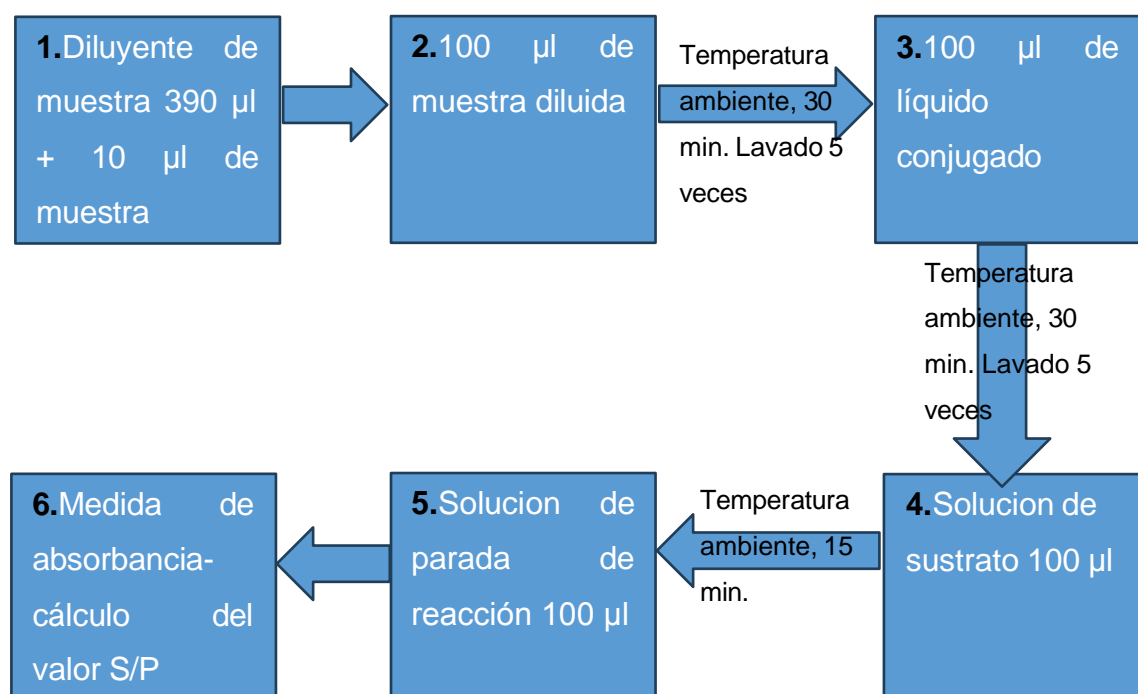 1.Diluyente de
muestra 390 µl
+ 10 µl de
muestra
2.100 µl de
muestra diluida
Temperatura
ambiente, 30
min. Lavado 5
veces
3.100 µl de
líquido
conjugado
Temperatura
ambiente, 30
min. Lavado 5
veces
4.Solucion de
sustrato 100 µl
Temperatura
ambiente, 15
min.
5.Solucion de
parada de
reacción 100 µl
6.Medida de
absorbancia-
cálculo del
valor S/P